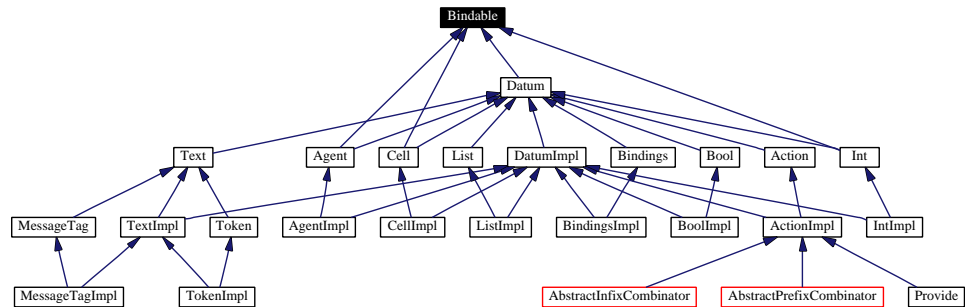 Bindable
Datum
Text Agent Cell List DatumImpl Bindings Bool Action Int
MessageTag TextImpl Token AgentImpl CellImpl ListImpl BindingsImpl BoolImpl ActionImpl IntImpl
MessageTagImpl TokenImpl AbstractInfixCombinator AbstractPrefixCombinator Provide